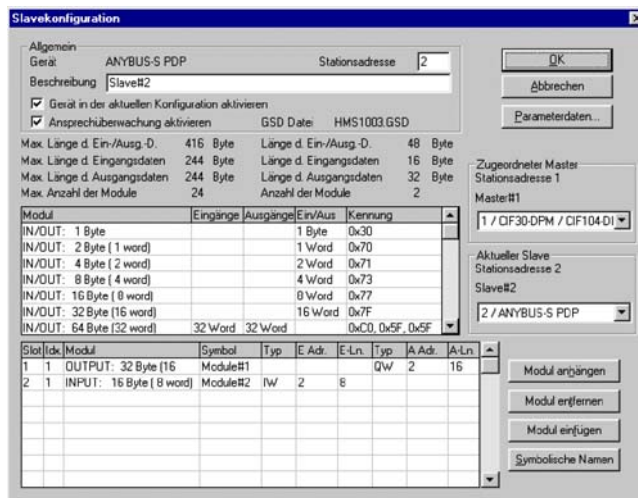 Slavekonfiguration
Allgemein
Gerät ANYBUS-S PDP Stationsadresse 2
Beschreibung Slave#2
Gerät in der aktuellen Konfiguration aktivieren
Ansprechüberwachung aktivieren GSD Datei HMS1003.GSD
Max. Länge d. Ein-/Ausg.-D. 416 Byte Länge d. Ein-/Ausg.-D. 48 Byte
Max. Länge d. Eingangsdaten 244 Byte Länge d. Eingangsdaten 16 Byte
Max. Länge d. Ausgangsdaten 244 Byte Länge d. Ausgangsdaten 32 Byte
Max. Anzahl der Module 24 Anzahl der Module 2
OK
Abbrechen
Parameterdaten...
Zugeordneter Master
Stationsadresse 1
Master#1
1 / CIF30-DPM / CIF104-DI
Aktueller Slave
Stationsadresse 2
Slave#2
2 / ANYBUS-S PDP
Modul Eingänge Ausgänge Ein/Aus Kennung
IN/OUT: 1 Byte 1 Byte 0x30
IN/OUT: 2 Byte ( 1 word) 1 Word 0x70
IN/OUT: 4 Byte ( 2 word) 2 Word 0x71
IN/OUT: 8 Byte ( 4 word) 4 Word 0x73
IN/OUT: 16 Byte ( 8 word) 8 Word 0x77
IN/OUT: 32 Byte (16 word) 16 Word 0x7F
IN/OUT: 64 Byte (32 word) 32 Word 32 Word 0xC0, 0x5F, 0x5F
Slot Idx. Modul Symbol Typ E Adr. E-Ln. Typ A Adr. A-Ln
1 1 OUTPUT: 32 Byte (16 Module#1 QW 2 16
2 1 INPUT: 16 Byte ( 8 word) Module#2 IW 2 8
Modul anhängen
Modul entfernen
Modul einfügen
Symbolische Namen